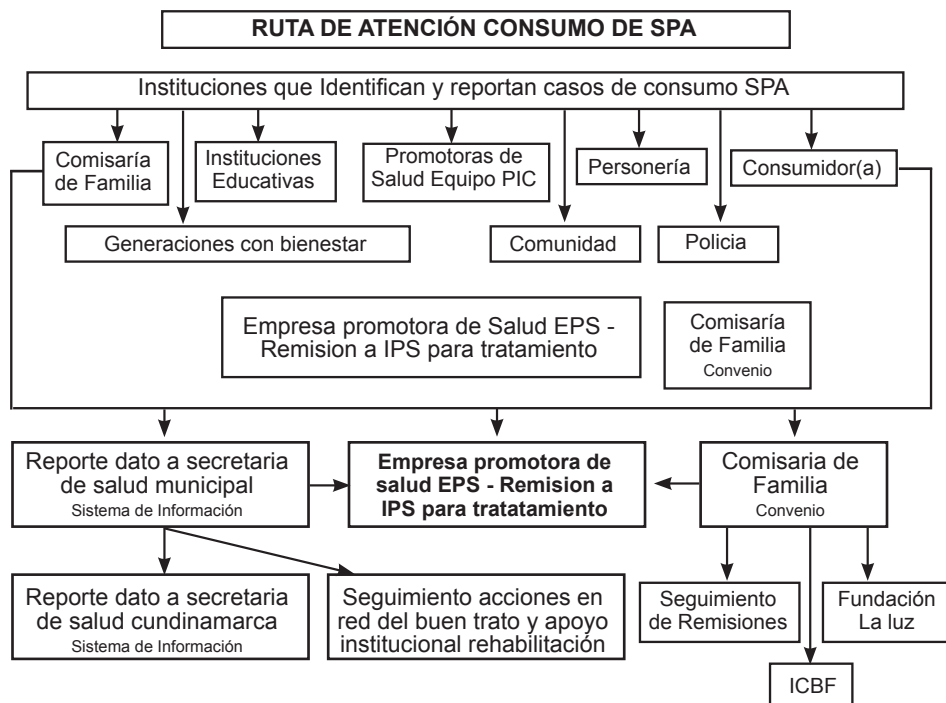 RUTA DE ATENCIÓN CONSUMO DE SPA
Instituciones que Identifican y reportan casos de consumo SPA
Comisaría
de Familia
Instituciones
Educativas
Promotoras de
Salud Equipo PIC
Personería
Consumidor(a)
Generaciones con bienestar
Comunidad
Policia
Empresa promotora de Salud EPS -
Remision a IPS para tratamiento
Comisaría
de Familia
Convenio
Reporte dato a secretaria
de salud municipal
Sistema de Información
Empresa promotora de
salud EPS - Remision a
IPS para tratatamiento
Comisaria de
Familia
Convenio
Reporte dato a secretaria
de salud cundinamarca
Sistema de Información
Seguimiento acciones en
red del buen trato y apoyo
institucional rehabilitación
Seguimiento
de Remisiones
Fundación
La luz
ICBF